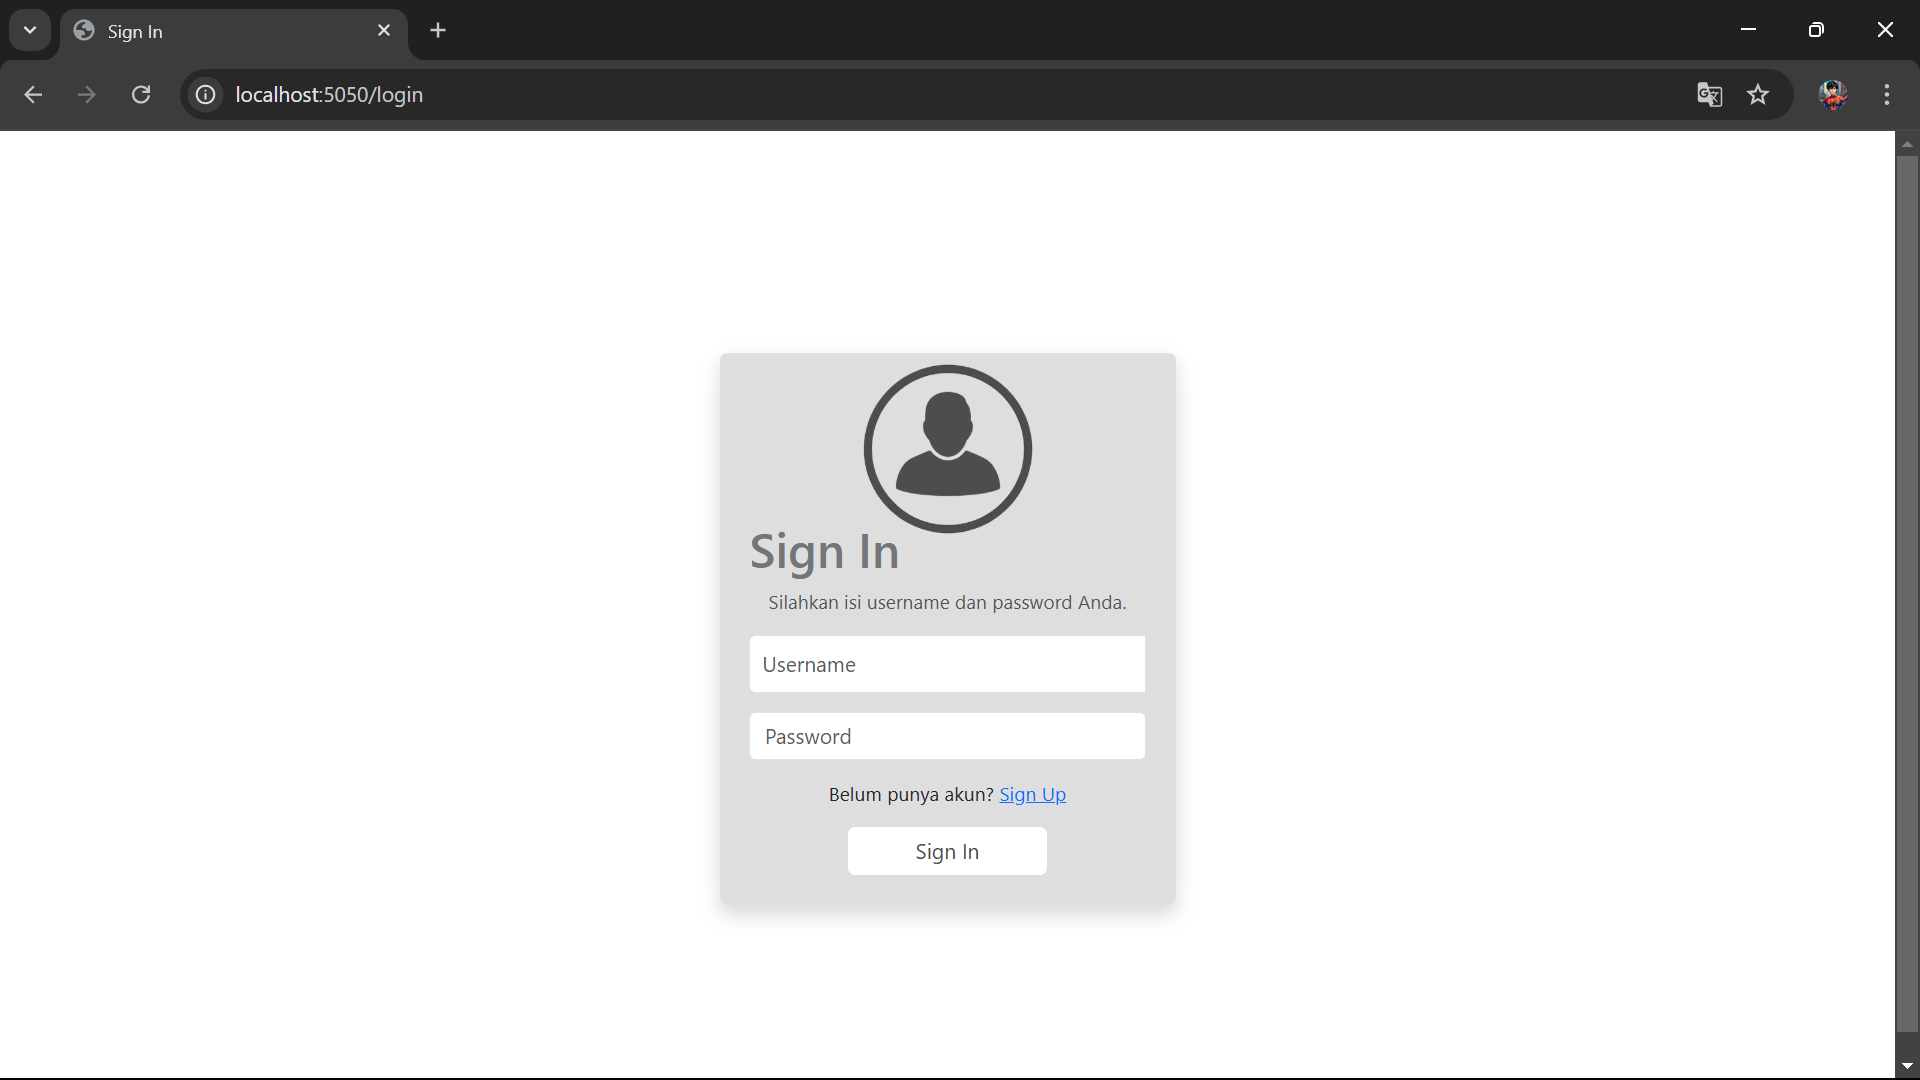 Sign In
localhost:5050/login
Sign In
Silahkan isi username dan password Anda.
Username
Password
Belum punya akun? Sign Up
Sign In